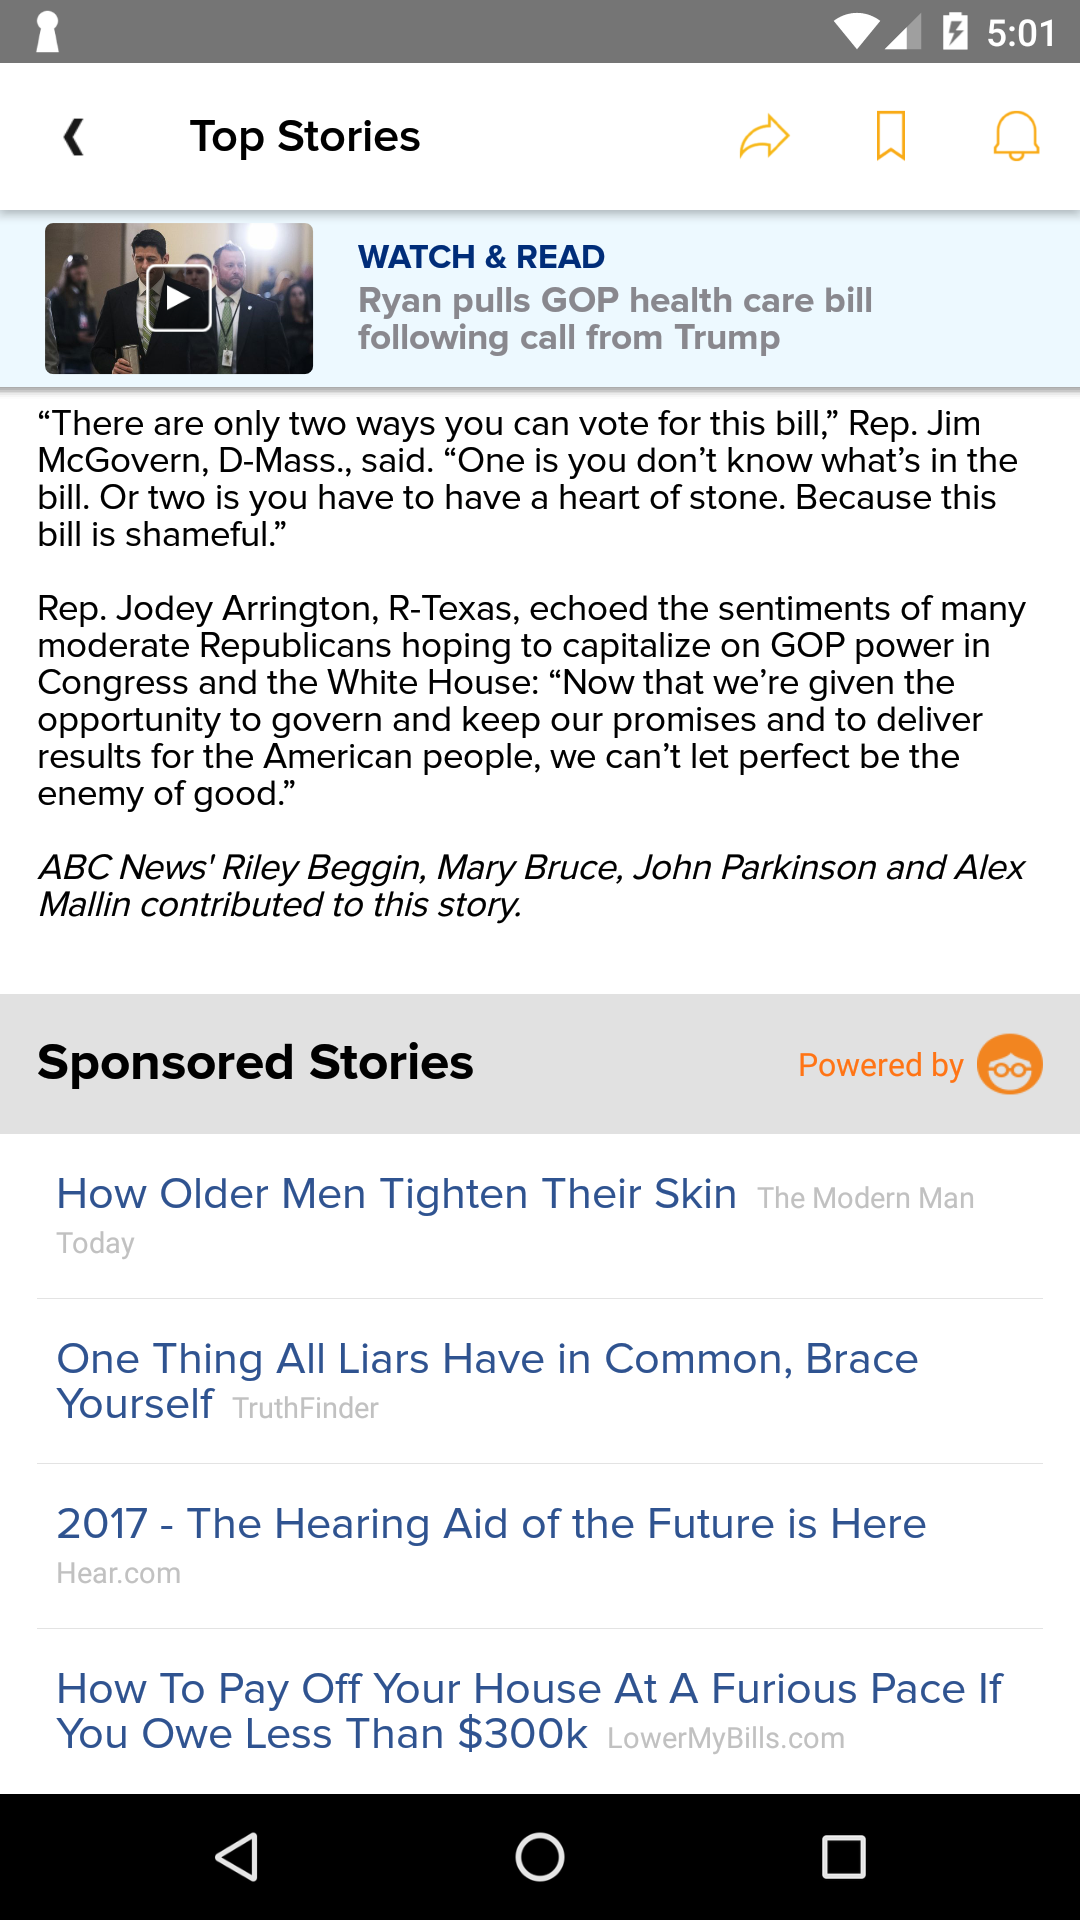 5:01
Top Stories
WATCH & READ
Ryan pulls GOP health care bill
following call from Trump
“There are only two ways you can vote for this bill,” Rep. Jim
McGovern, D-Mass., said. “One is you don’t know what’s in the
bill. Or two is you have to have a heart of stone. Because this
bill is shameful.”
Rep. Jodey Arrington, R-Texas, echoed the sentiments of many
moderate Republicans hoping to capitalize on GOP power in
Congress and the White House: “Now that we’re given the
opportunity to govern and keep our promises and to deliver
results for the American people, we can’t let perfect be the
enemy of good.”
ABC News' Riley Beggin, Mary Bruce, John Parkinson and Alex
Mallin contributed to this story.
Sponsored Stories
Powered by
How Older Men Tighten Their Skin The Modern Man
Today
One Thing All Liars Have in Common, Brace
Yourself TruthFinder
2017 - The Hearing Aid of the Future is Here
Hear.com
How To Pay Off Your House At A Furious Pace If
You Owe Less Than $300k LowerMyBills.com